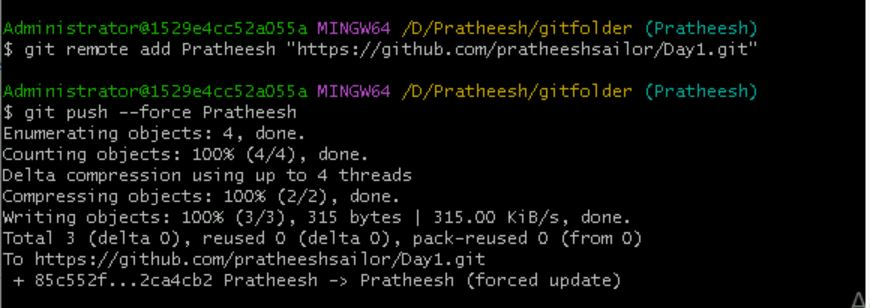 Administrator@1529e4cc52a055a MINGW64 /D/Pratheesh/gitfolder (Pratheesh)
$ git remote add Pratheesh "https://github.com/pratheeshsailor/Day1.git"
Administrator@1529e4cc52a055a MINGW64 /D/Pratheesh/gitfolder (Pratheesh)
$ git push --force Pratheesh
Enumerating objects: 4, done.
Counting objects: 100% (4/4), done.
Delta compression using up to 4 threads
Compressing objects: 100% (2/2), done.
Writing objects: 100% (3/3), 315 bytes | 315.00 KiB/s, done.
Total 3 (delta 0), reused 0 (delta 0), pack-reused 0 (from 0)
To https://github.com/pratheeshsailor/Day1.git
 + 85c552f...2ca4cb2 Pratheesh -> Pratheesh (forced update)